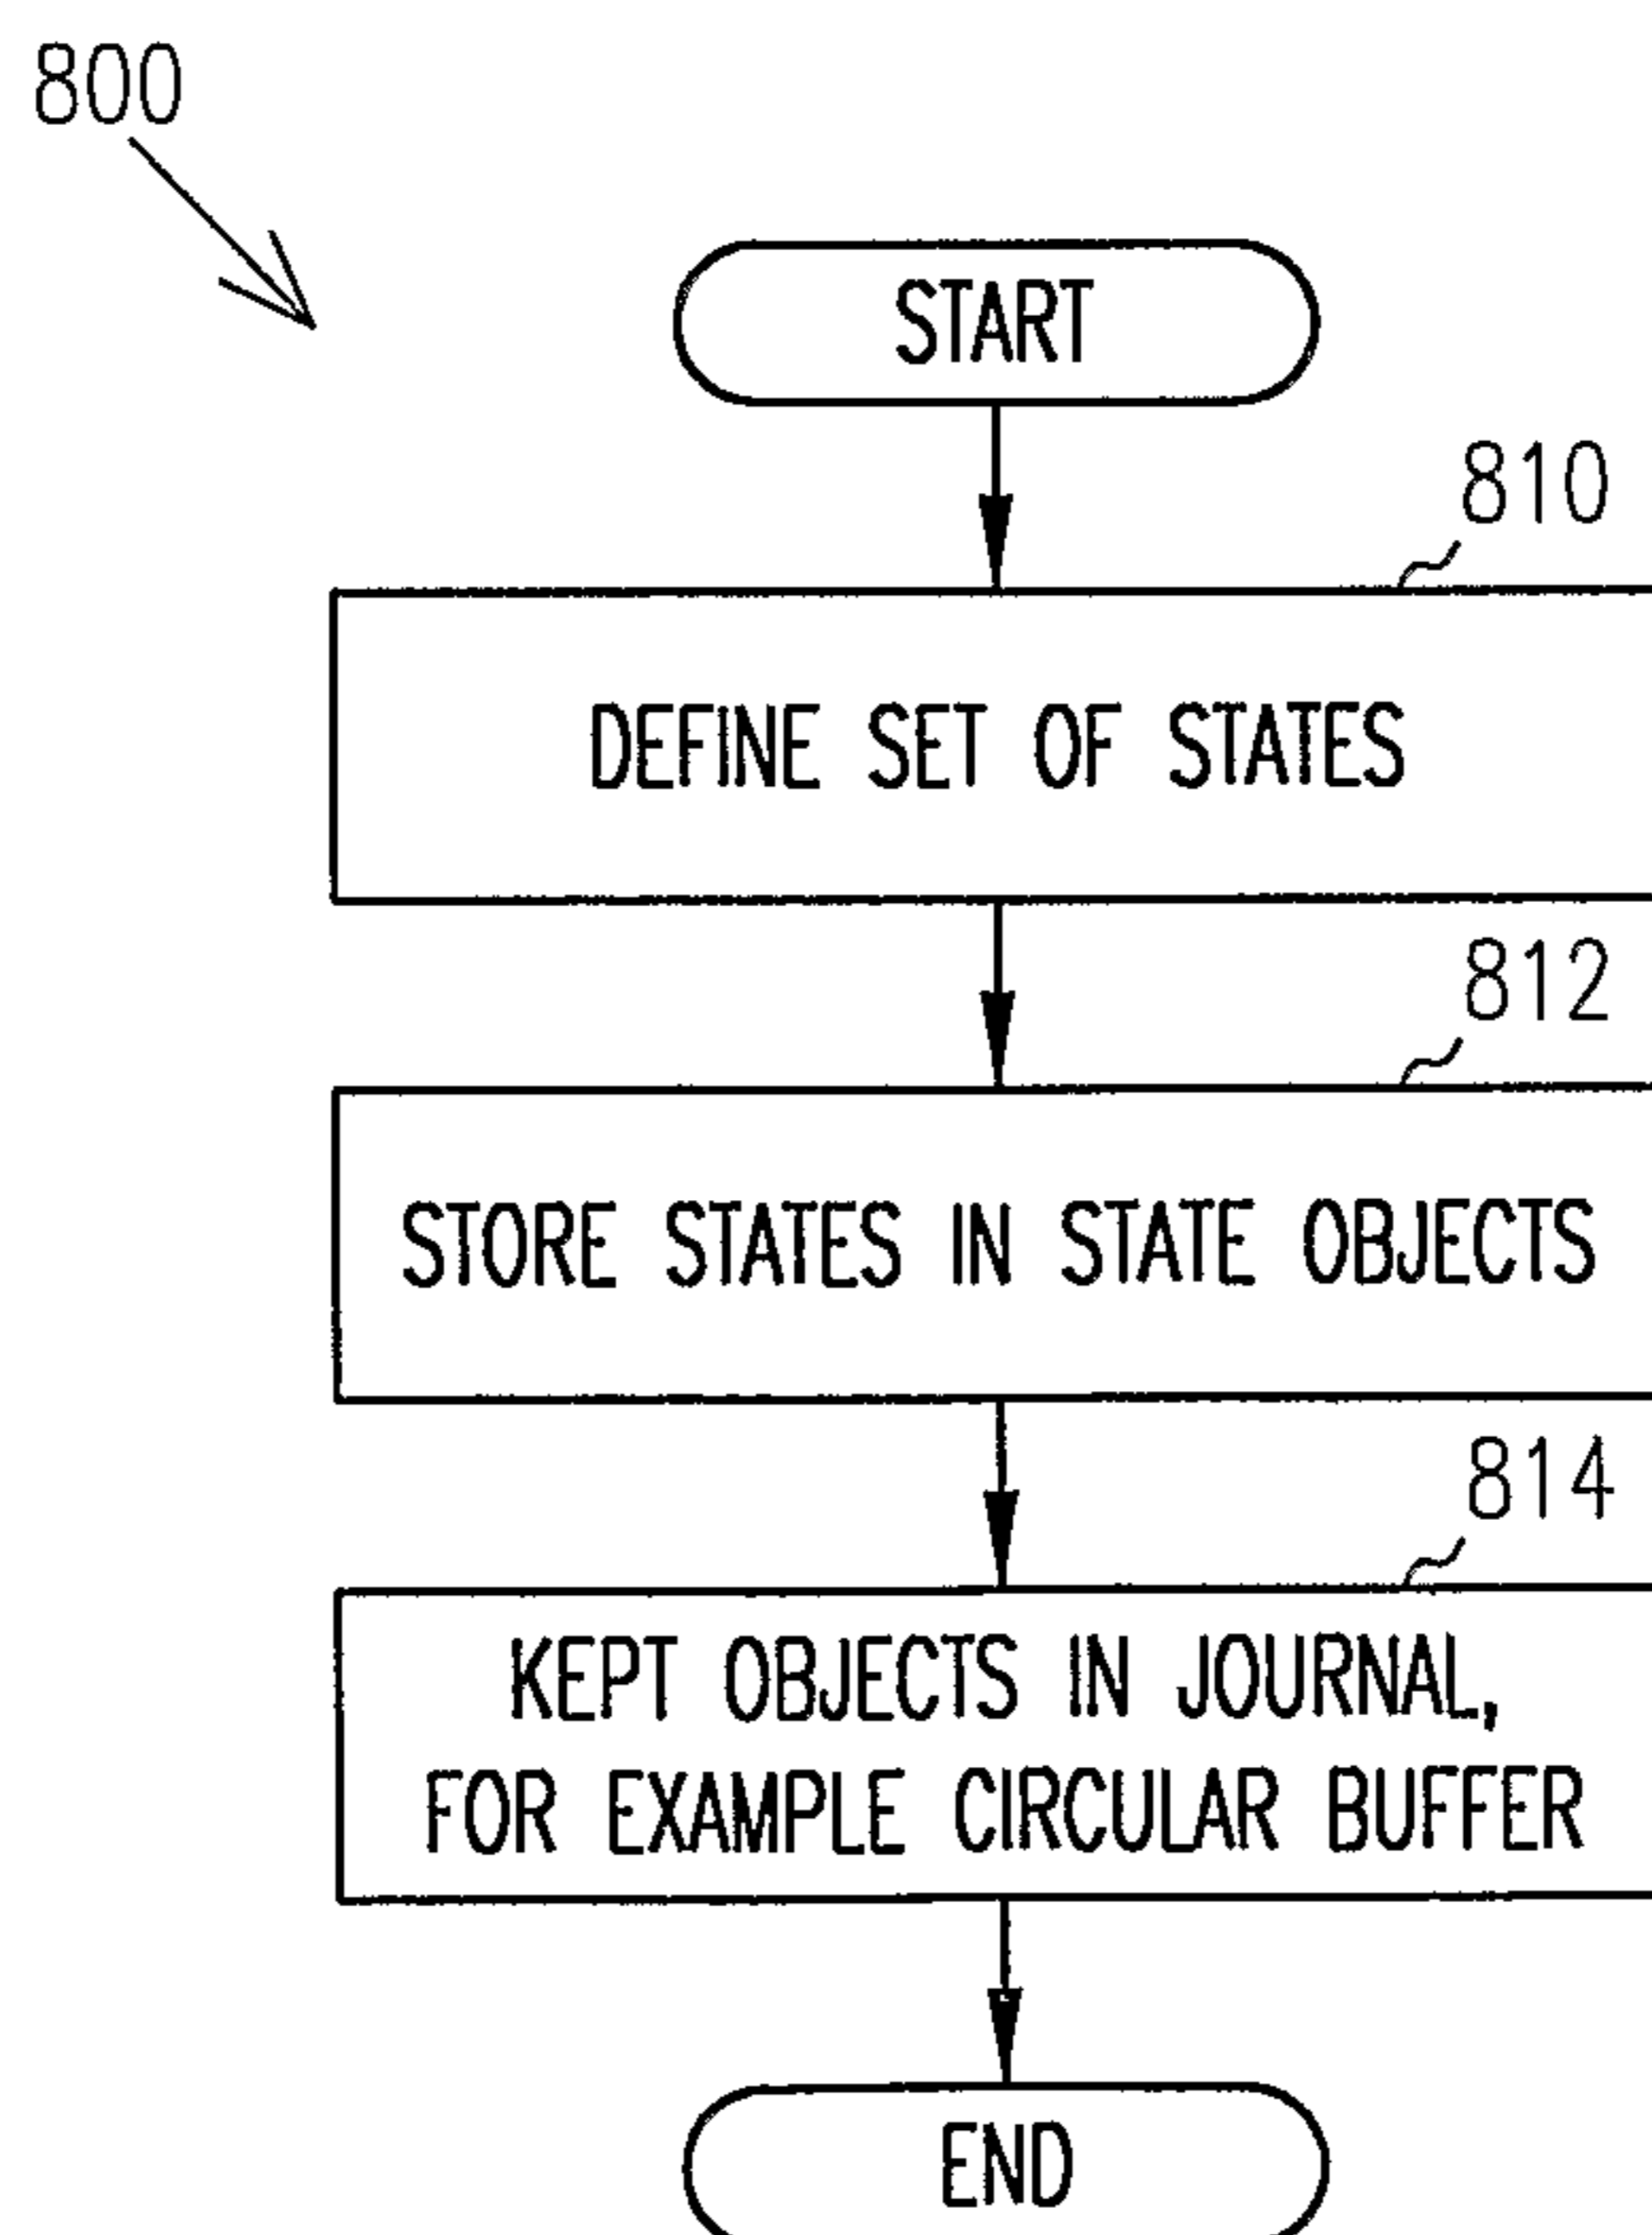 800
START
810
DEFINE SET OF STATES
812
STORE STATES IN STATE OBJECTS
814
KEPT OBJECTS IN JOURNAL,
FOR EXAMPLE CIRCULAR BUFFER
END